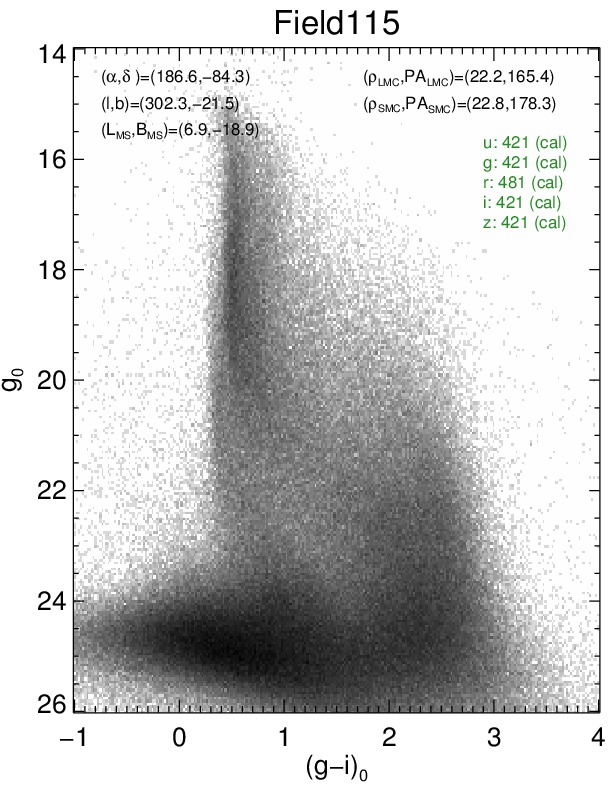 Field115
(α,δ)=(186.6,−84.3)
(l,b)=(302.3,−21.5)
(LMS,BMS)=(6.9,−18.9)
(ρLMC,PALMC)=(22.2,165.4)
(ρSMC,PASMC)=(22.8,178.3)
u: 421 (cal)
g: 421 (cal)
r: 481 (cal)
i: 421 (cal)
z: 421 (cal)
14
16
18
20
22
24
26
g0
−1 0 1 2 3 4
(g−i)0